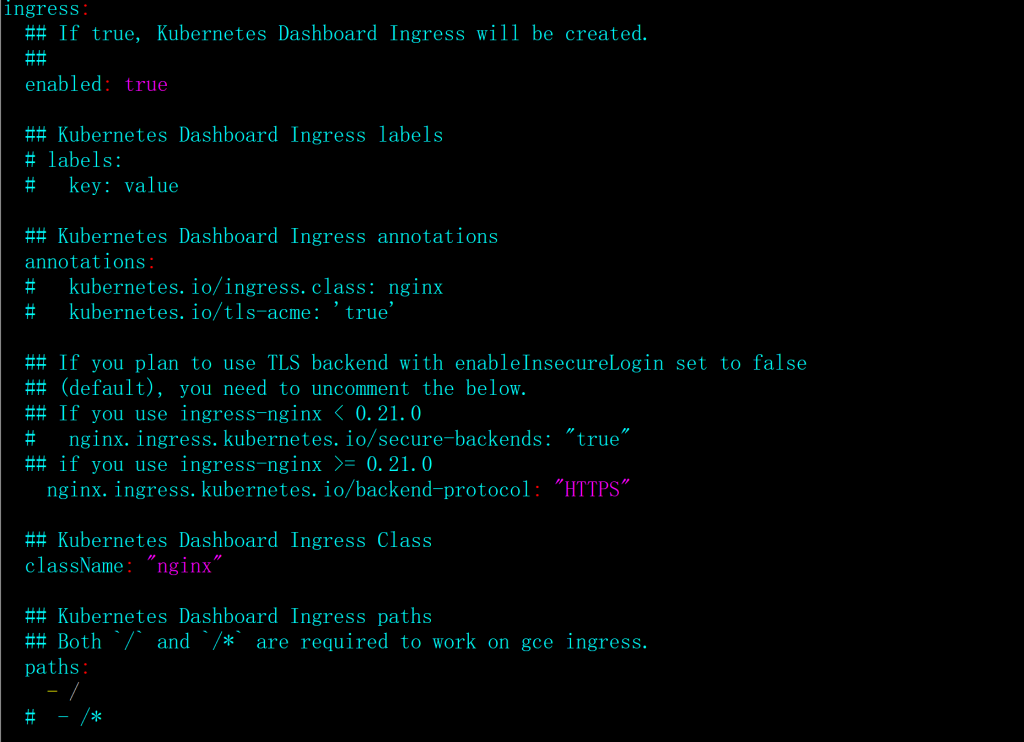 ingress:
  ## If true, Kubernetes Dashboard Ingress will be created.
  ##
  enabled: true

  ## Kubernetes Dashboard Ingress labels
  # labels:
  #   key: value

  ## Kubernetes Dashboard Ingress annotations
  annotations:
  #   kubernetes.io/ingress.class: nginx
  #   kubernetes.io/tls-acme: 'true'

  ## If you plan to use TLS backend with enableInsecureLogin set to false
  ## (default), you need to uncomment the below.
  ## If you use ingress-nginx < 0.21.0
  #   nginx.ingress.kubernetes.io/secure-backends: "true"
  ## if you use ingress-nginx >= 0.21.0
    nginx.ingress.kubernetes.io/backend-protocol: "HTTPS"

  ## Kubernetes Dashboard Ingress Class
  className: "nginx"

  ## Kubernetes Dashboard Ingress paths
  ## Both `/` and `/*` are required to work on gce ingress.
  paths:
    - /
  #  - /*